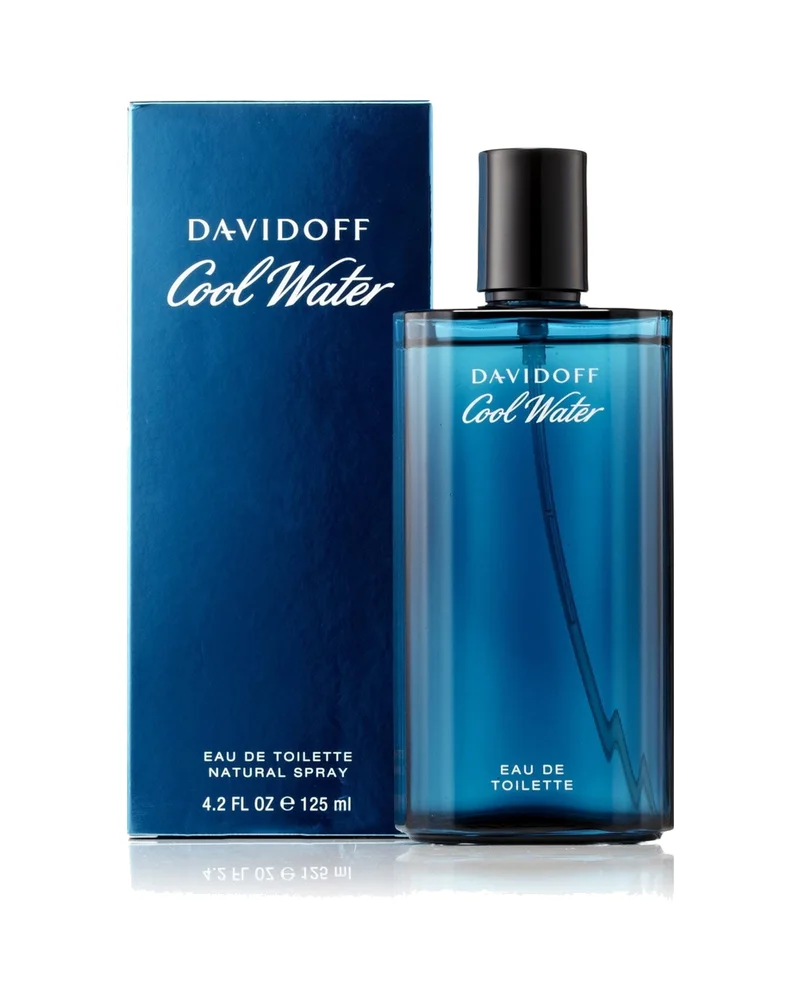 DAVIDOFF
Cool Water
EAU DE TOILETTE
NATURAL SPRAY
4.2 FL OZ ℮ 125 ml
DAVIDOFF
Cool Water
EAU DE
TOILETTE